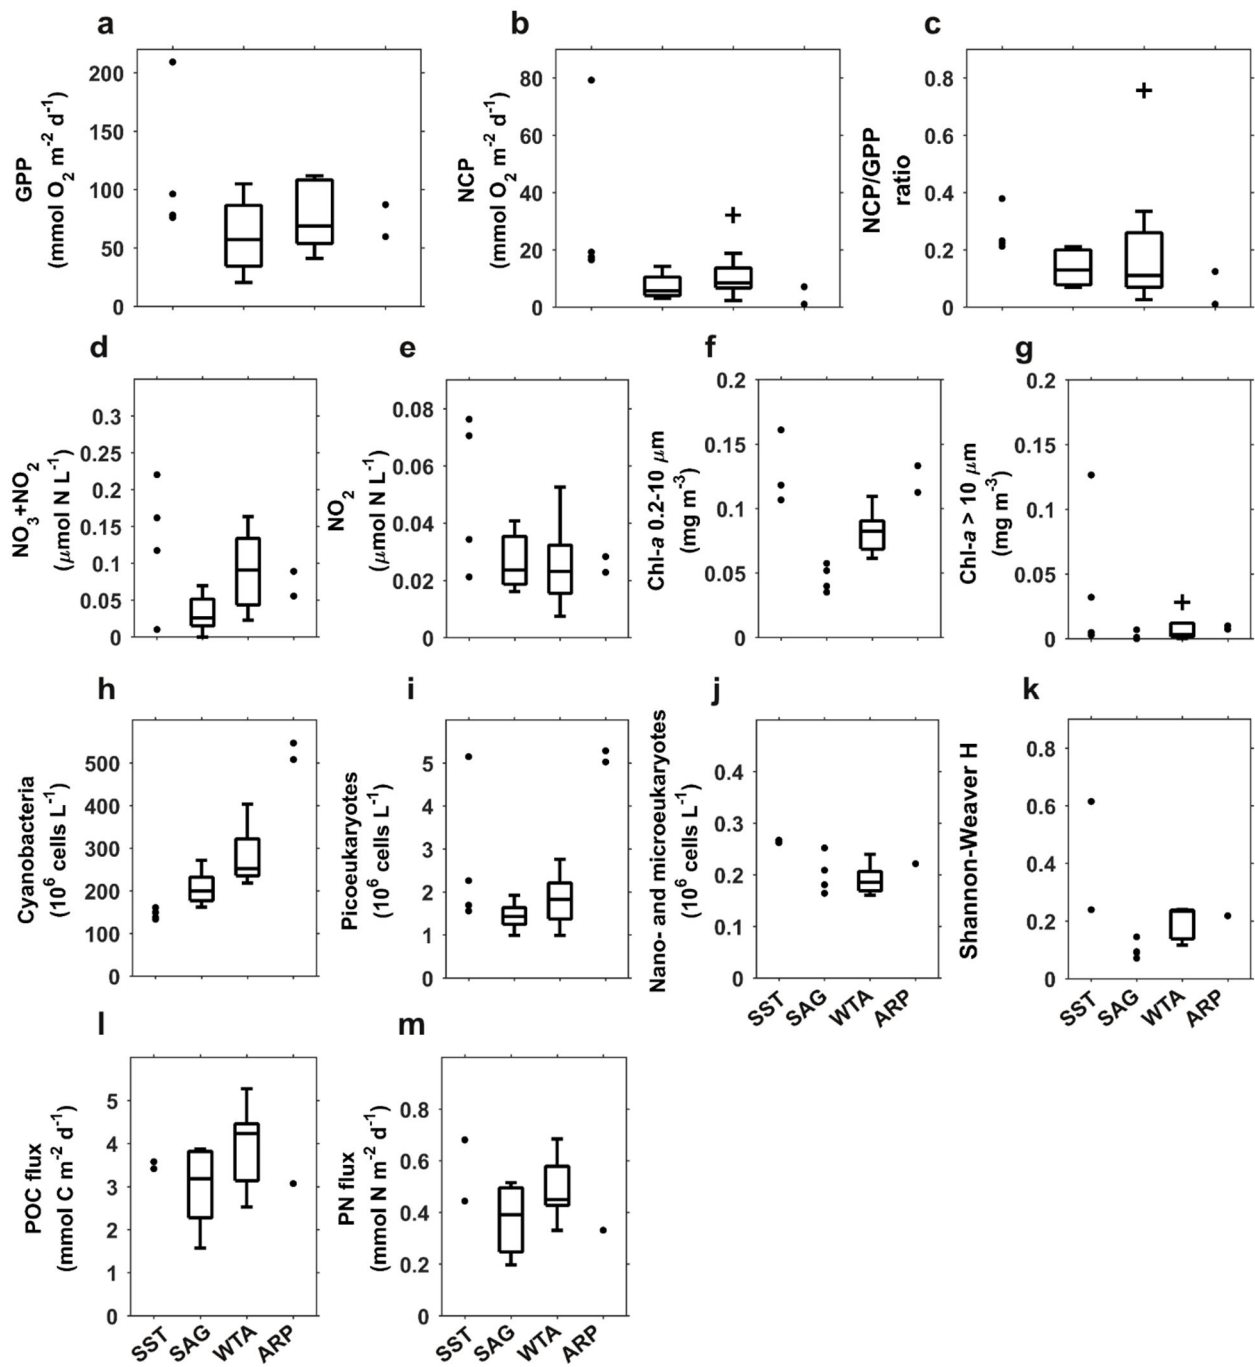 a
b
c
GPP
(mmol O2 m-2 d-1)
200
150
100
50
0
NCP
(mmol O2 m-2 d-1)
80
60
40
20
0
NCP/GPP
ratio
0.8
0.6
0.4
0.2
0
d
e
f
g
NO3+NO2
(μmol N L-1)
0.3
0.25
0.2
0.15
0.1
0.05
0
NO2
(μmol N L-1)
0.08
0.06
0.04
0.02
0
Chl-a 0.2-10 μm
(mg m-3)
0.2
0.15
0.1
0.05
0
Chl-a > 10 μm
(mg m-3)
0.2
0.15
0.1
0.05
0
h
i
j
k
Cyanobacteria
(10^6 cells L-1)
500
400
300
200
100
0
Picoeukaryotes
(10^6 cells L-1)
5
4
3
2
1
0
Nano- and microeukaryotes
(10^6 cells L-1)
0.4
0.3
0.2
0.1
0
SST SAG WTA ARP
Shannon-Weaver H
0.8
0.6
0.4
0.2
0
SST SAG WTA ARP
l
m
POC flux
(mmol C m-2 d-1)
5
4
3
2
1
0
SST SAG WTA ARP
PN flux
(mmol N m-2 d-1)
0.8
0.6
0.4
0.2
0
SST SAG WTA ARP